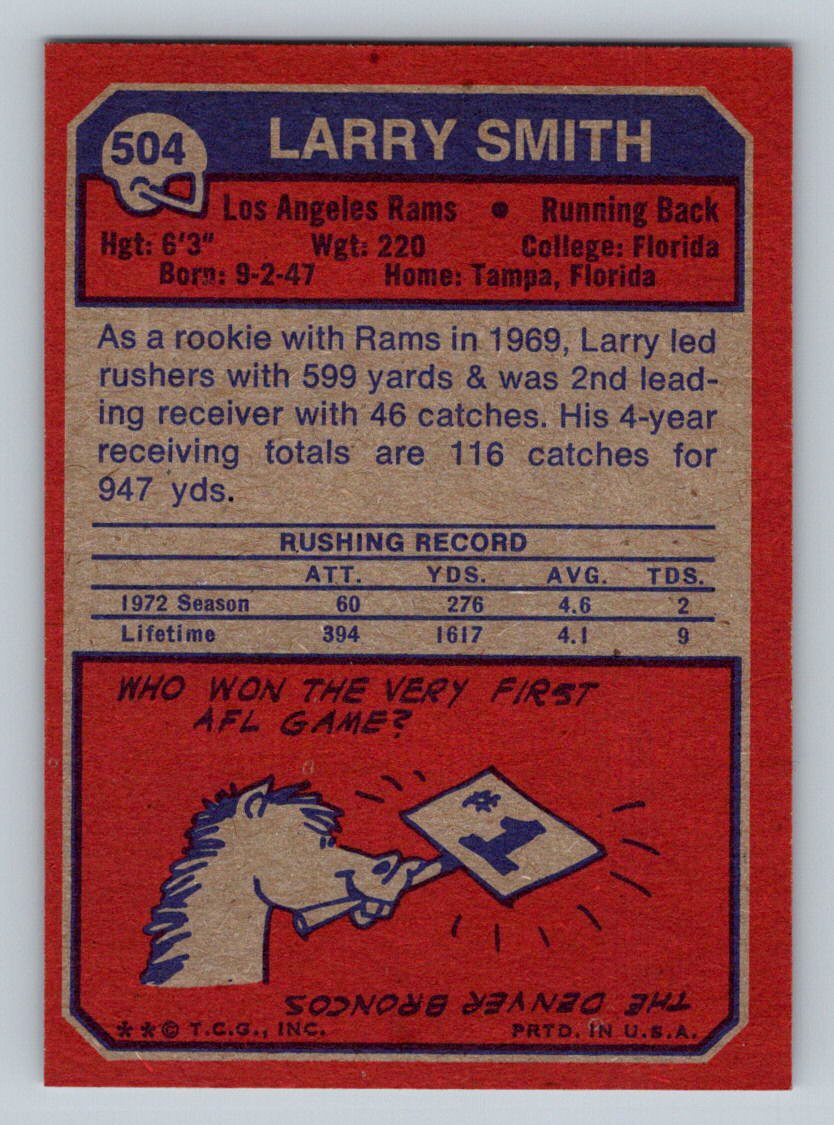 504
LARRY SMITH
Los Angeles Rams • Running Back
Hgt: 6'3" Wgt: 220 College: Florida
Born: 9-2-47 Home: Tampa, Florida
As a rookie with Rams in 1969, Larry led
rushers with 599 yards & was 2nd lead-
ing receiver with 46 catches. His 4-year
receiving totals are 116 catches for
947 yds.
RUSHING RECORD
ATT. YDS. AVG. TDS.
1972 Season 60 276 4.6 2
Lifetime 394 1617 4.1 9
WHO WON THE VERY FIRST
AFL GAME?
#1
THE DENVER BRONCOS
**© T.C.G., INC. PRTD. IN U.S.A.